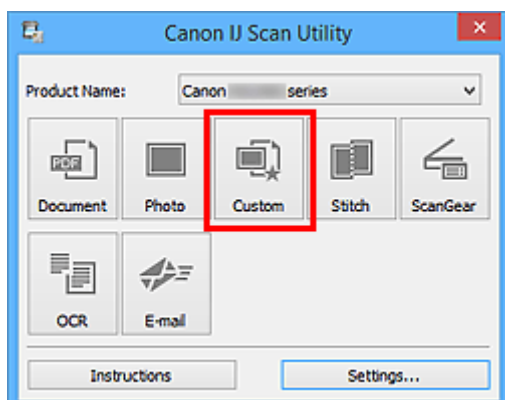 Canon IJ Scan Utility
Product Name: Canon series
PDF
Document Photo Custom Stitch ScanGear
OCR E-mail
Instructions Settings...